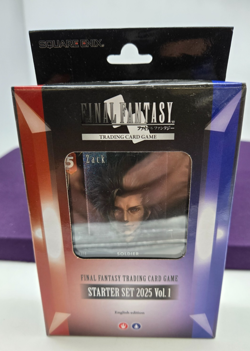 SQUARE ENIX
FINAL FANTASY
ファイナルファンタジー
TRADING CARD GAME
5 Zack
SOLDIER
FINAL FANTASY TRADING CARD GAME
STARTER SET 2025 Vol. 1
English edition